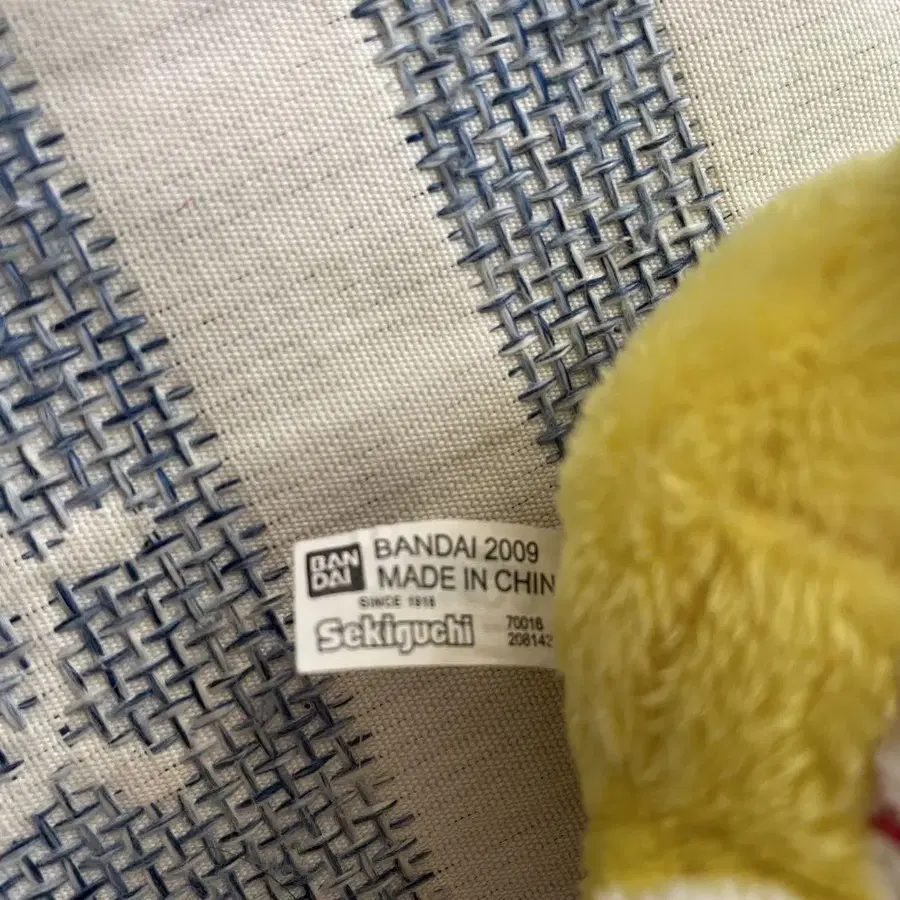 BAN
DAI
BANDAI 2009
MADE IN CHIN
SINCE 1918
Sekiguchi
70016
208142